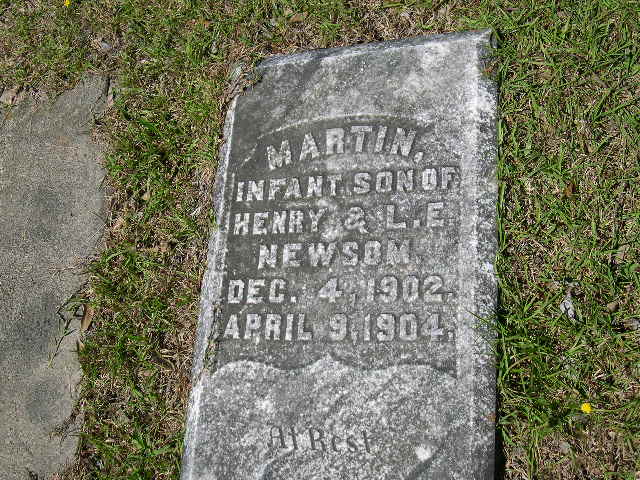 MARTIN,
INFANT SON OF
HENRY & L. E.
NEWSOM.
DEC. 4, 1902.
APRIL 9, 1904.
At Rest